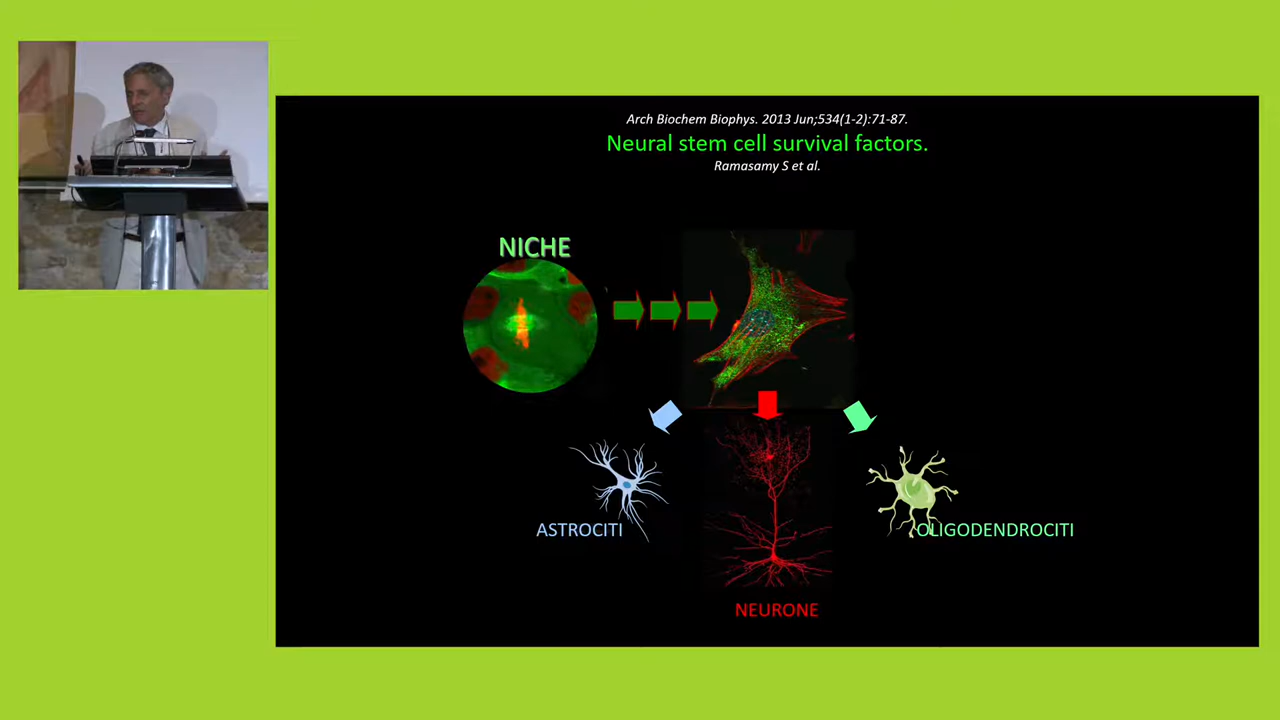 Arch Biochem Biophys. 2013 Jun;534(1-2):71-87.
Neural stem cell survival factors.
Ramasamy S et al.
NICHE
ASTROCITI
OLIGODENDROCITI
NEURONE